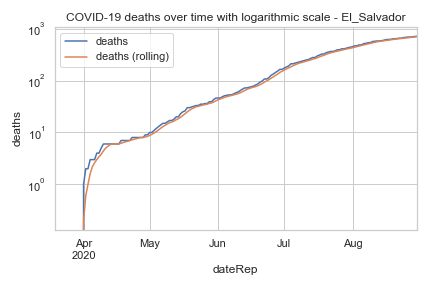 COVID-19 deaths over time with logarithmic scale - El_Salvador
deaths
deaths (rolling)
10³
10²
10¹
10⁰
deaths
Apr
2020
May
Jun
Jul
Aug
dateRep